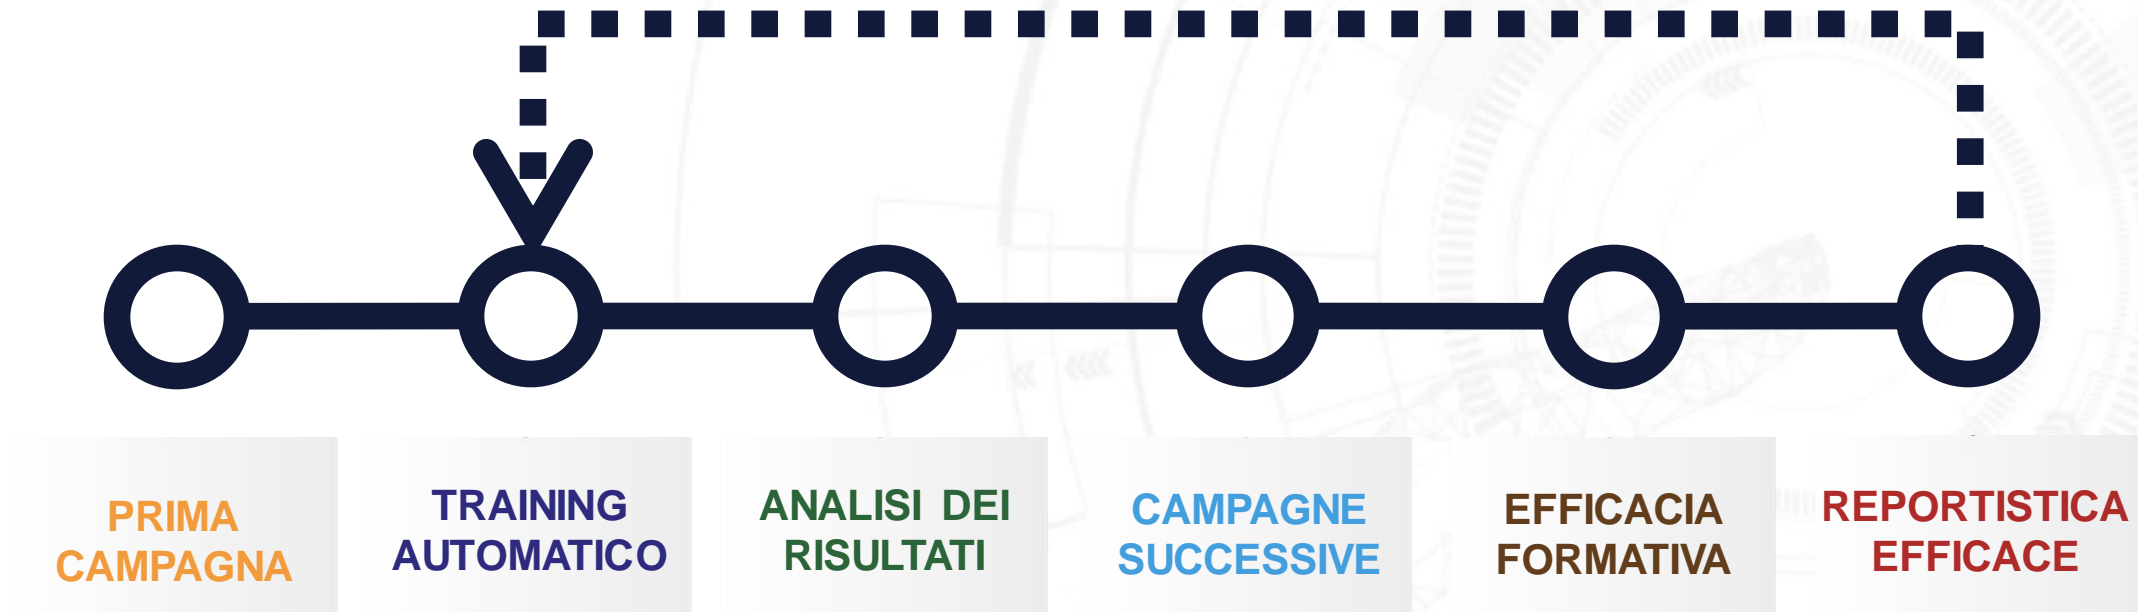 PRIMA
CAMPAGNA
TRAINING
AUTOMATICO
ANALISI DEI
RISULTATI
CAMPAGNE
SUCCESSIVE
EFFICACIA
FORMATIVA
REPORTISTICA
EFFICACE